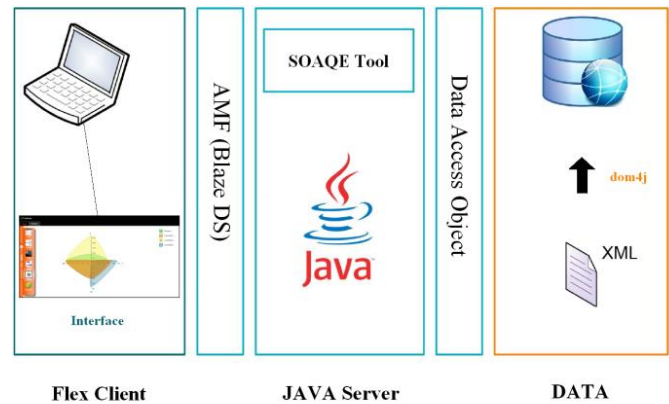 Interface
Flex Client
AMF (Blaze DS)
SOAQE Tool
Java
JAVA Server
Data Access Object
dom4j
XML
DATA